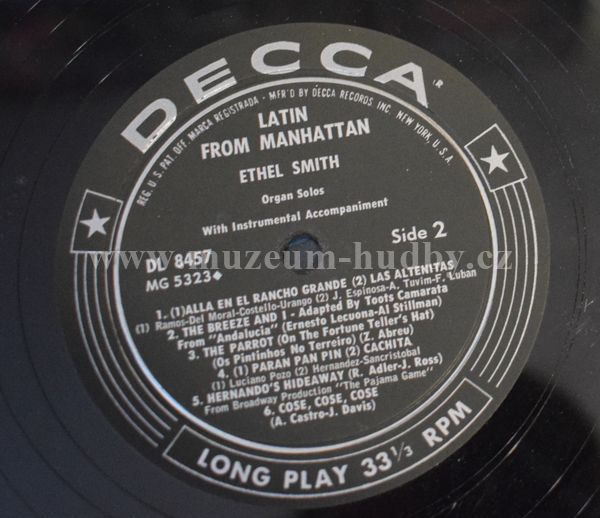 DECCA
®
REG. U.S. PAT. OFF. MARCA REGISTRADA - MFR'D BY DECCA RECORDS INC. NEW YORK, U.S.A.
LATIN
FROM MANHATTAN
ETHEL SMITH
Organ Solos
With Instrumental Accompaniment
DL 8457
Side 2
MG 5323◆
www.muzeum-hudby.cz
1. (1)ALLA EN EL RANCHO GRANDE (2) LAS ALTENITAS
(1) Ramos-Del Moral-Costello-Urango (2) J. Espinosa-A. Tuvim-F. Luban
2. THE BREEZE AND I - Adapted By Toots Camarata
From "Andalucia" (Ernesto Lecuona-Al Stillman)
3. THE PARROT (On The Fortune Teller's Hat)
(Os Pintinhos No Terreiro) (Z. Abreu)
4. (1) PARAN PAN PIN (2) CACHITA
(1) Luciano Pozo (2) Hernandez-Sancristobal
5. HERNANDO'S HIDEAWAY (R. Adler-J. Ross)
From Broadway Production "The Pajama Game"
6. COSE, COSE, COSE
(A. Castro-J. Davis)
LONG PLAY 33 1/3 RPM